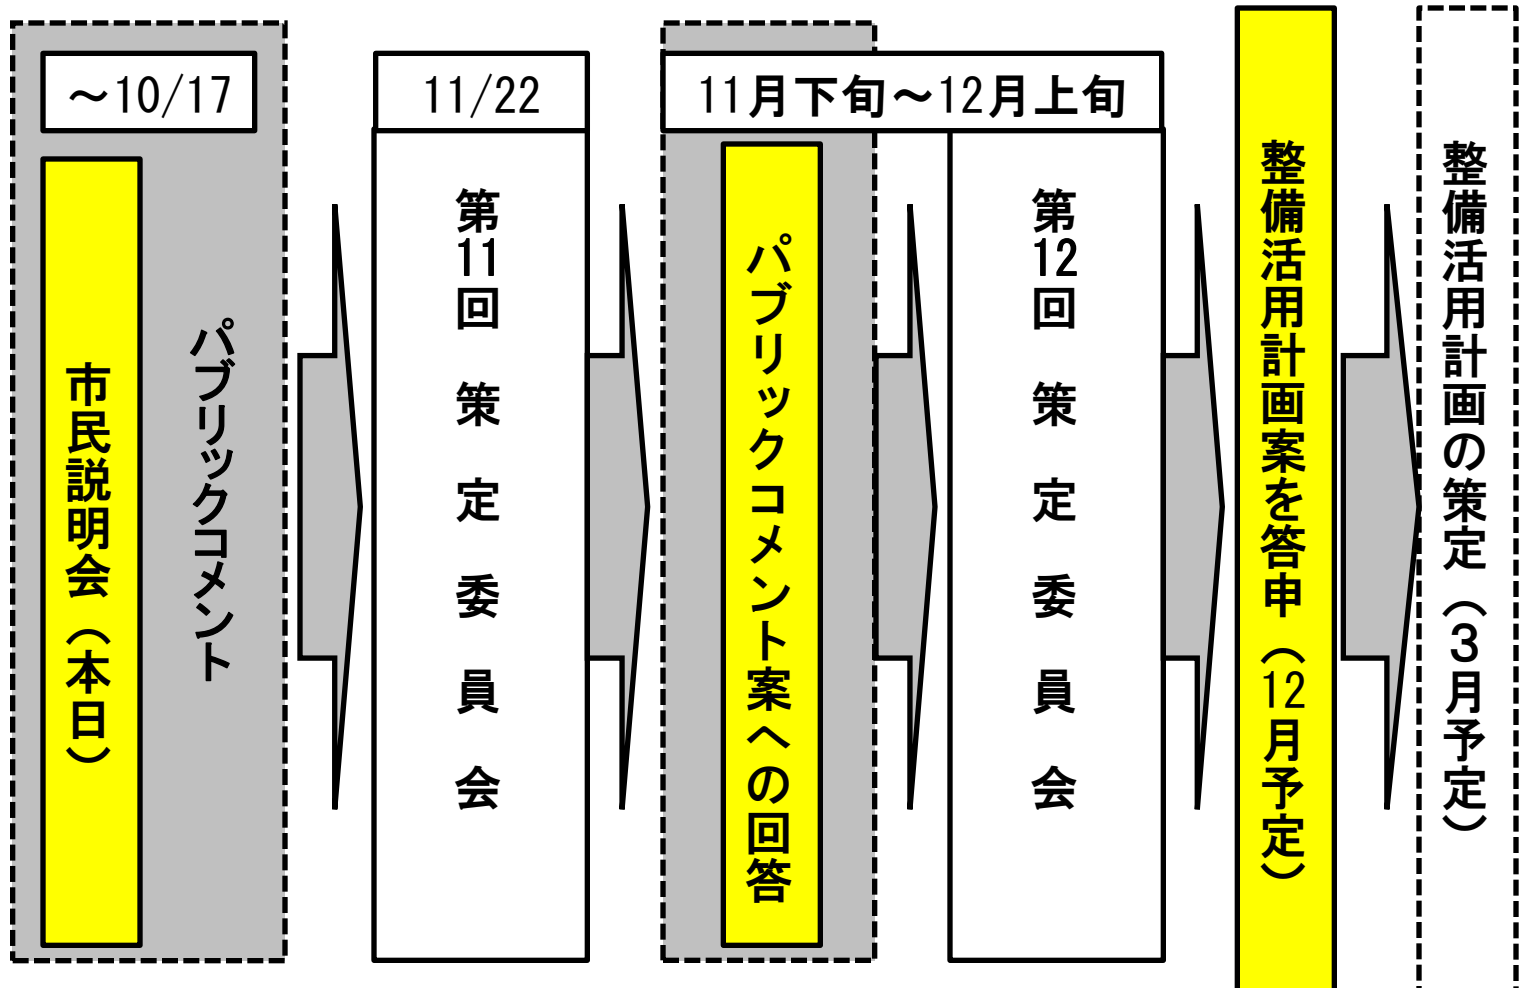 ～10/17
市民説明会（本日）
パブリックコメント
11/22
第11回 策定委員会
11月下旬～12月上旬
パブリックコメント案への回答
第12回 策定委員会
整備活用計画案を答申（12月予定）
整備活用計画の策定（３月予定）